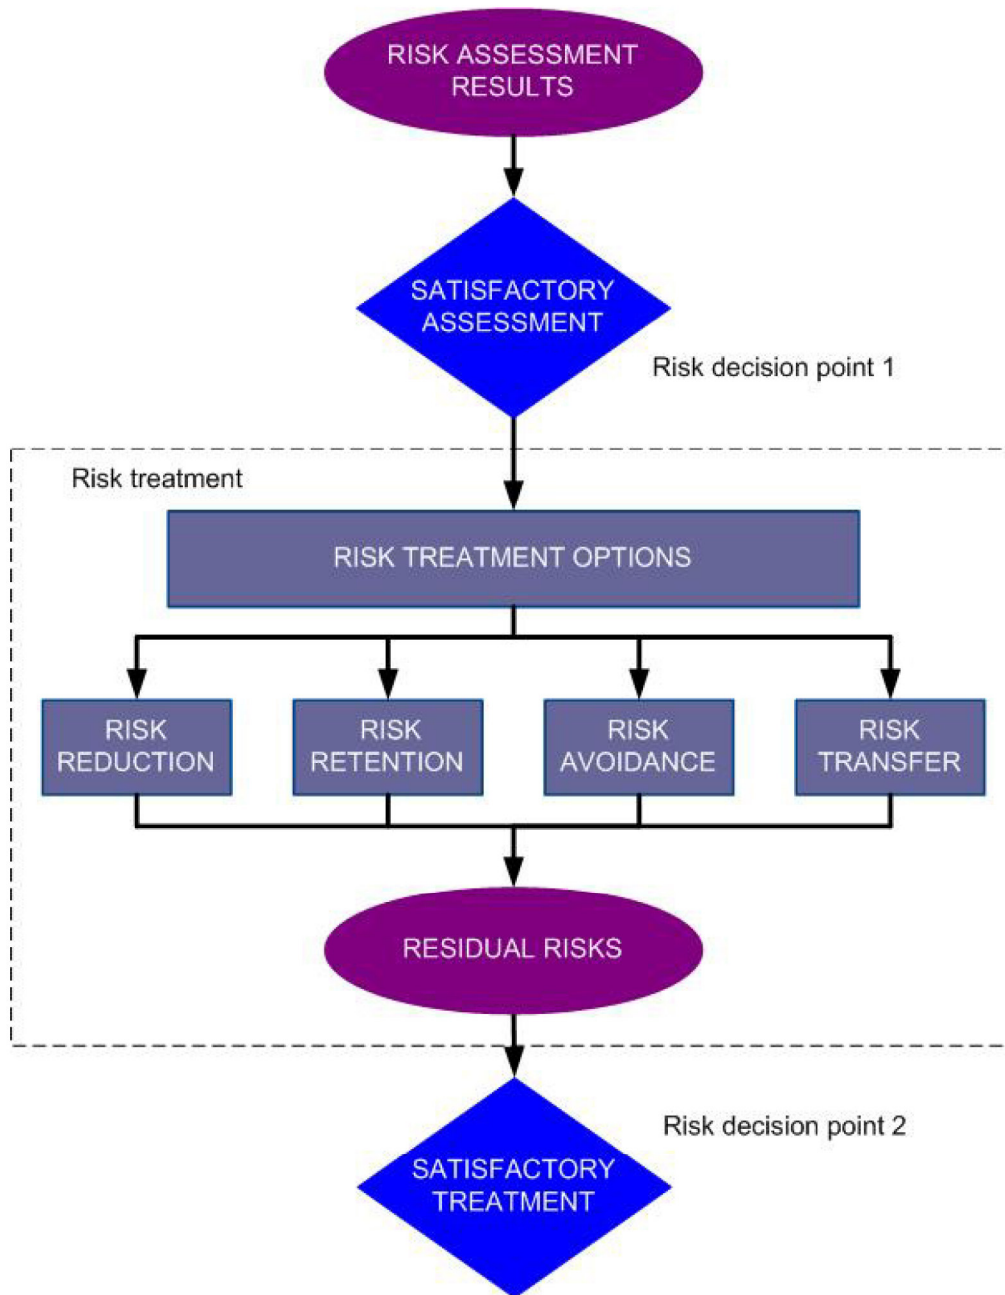 RISK ASSESSMENT
RESULTS
SATISFACTORY
ASSESSMENT
Risk decision point 1
Risk treatment
RISK TREATMENT OPTIONS
RISK
REDUCTION
RISK
RETENTION
RISK
AVOIDANCE
RISK
TRANSFER
RESIDUAL RISKS
Risk decision point 2
SATISFACTORY
TREATMENT